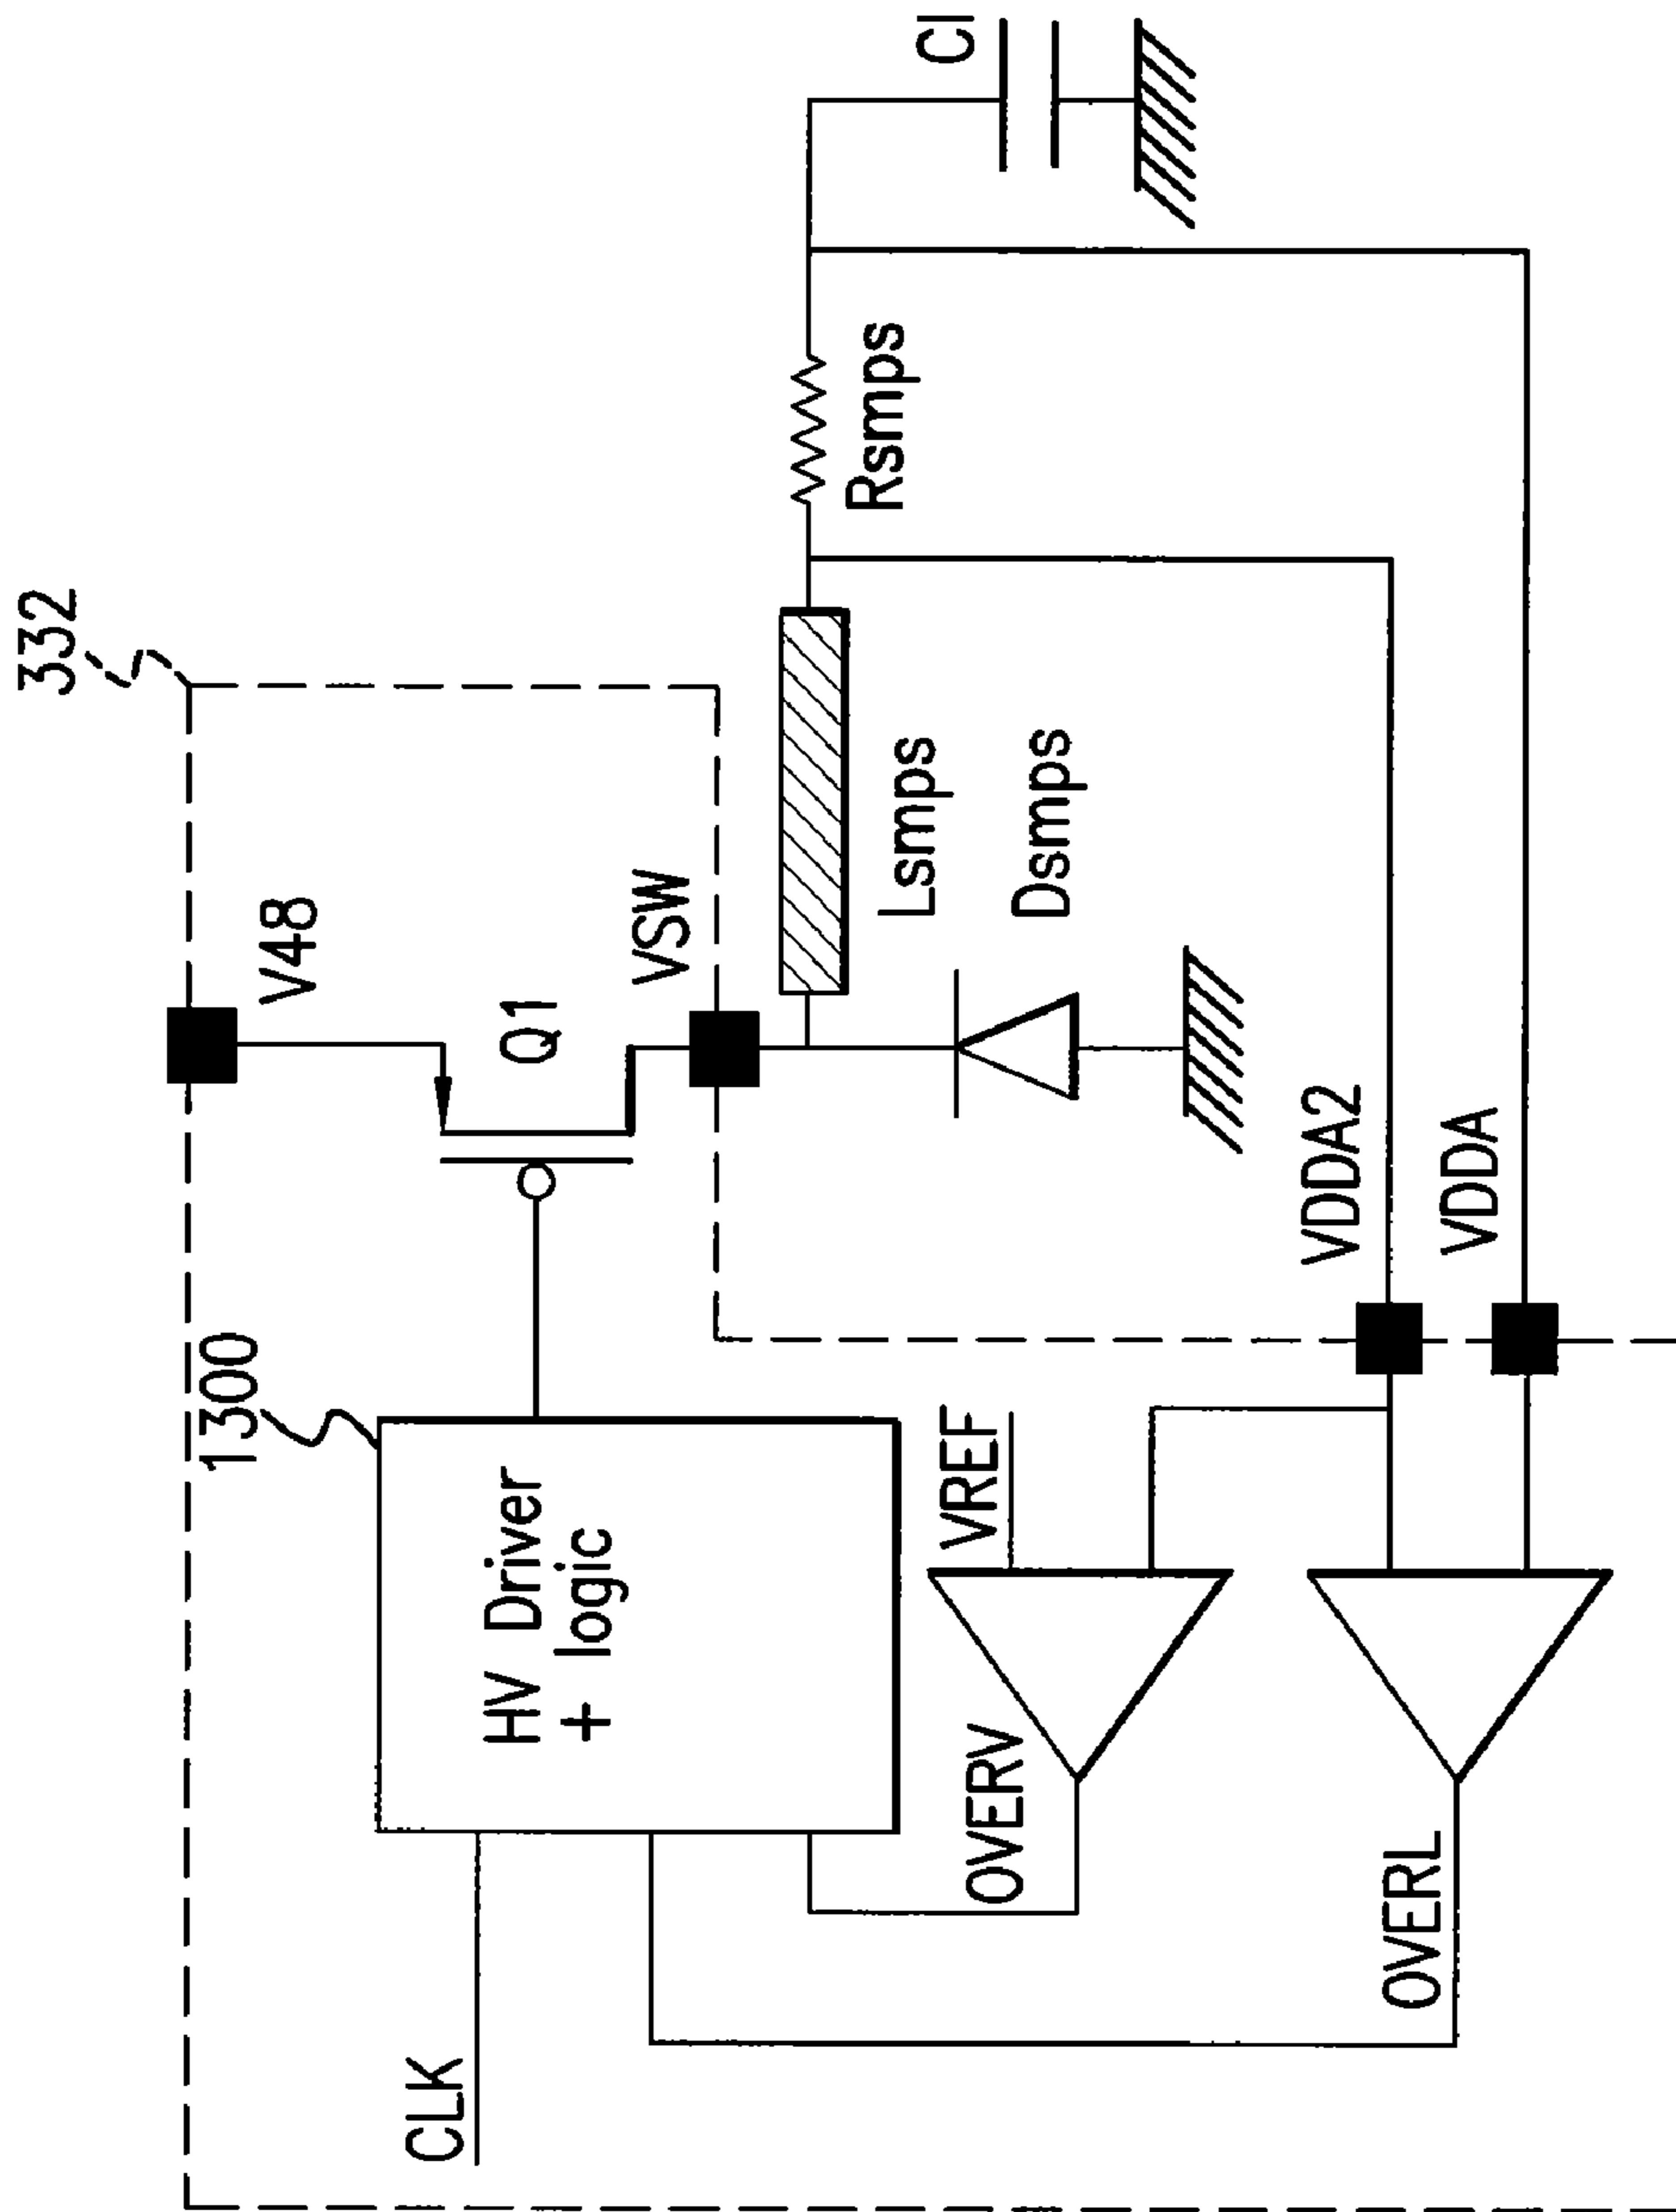 332
1300
V48
CLK
HV Driver
+ logic
Q1
VSW
Rsmps
Cl
Lsmps
Dsmps
OVERV
VREF
VDDA2
VDDA
OVERL